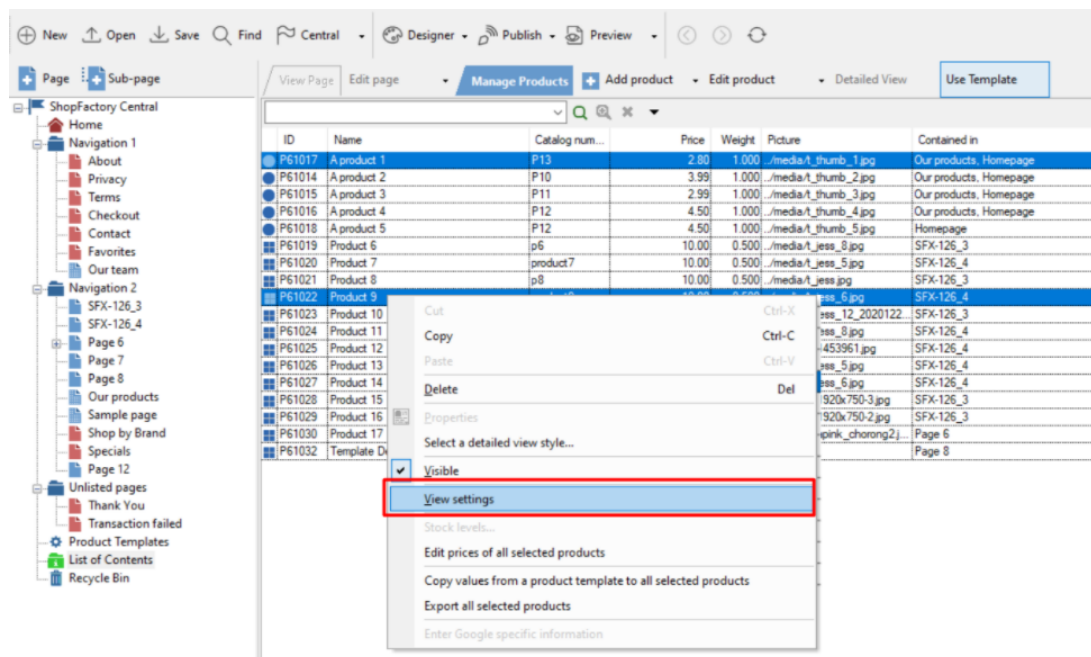 New Open Save Find Central Designer Publish Preview
Page Sub-page View Page Edit page Manage Products Add product Edit product Detailed View Use Template
ShopFactory Central
Home
Navigation 1
About
Privacy
Terms
Checkout
Contact
Favorites
Our team
Navigation 2
SFX-126_3
SFX-126_4
Page 6
Page 7
Page 8
Our products
Sample page
Shop by Brand
Specials
Page 12
Unlisted pages
Thank You
Transaction failed
Product Templates
List of Contents
Recycle Bin
ID Name Catalog num... Price Weight Picture Contained in
P61017 A product 1 P13 2.80 1.000 ../media/t_thumb_1.jpg Our products, Homepage
P61014 A product 2 P10 3.99 1.000 ../media/t_thumb_2.jpg Our products, Homepage
P61015 A product 3 P11 2.99 1.000 ../media/t_thumb_3.jpg Our products, Homepage
P61016 A product 4 P12 4.50 1.000 ../media/t_thumb_4.jpg Our products, Homepage
P61018 A product 5 P12 4.50 1.000 ../media/t_thumb_5.jpg Homepage
P61019 Product 6 p6 10.00 0.500 ../media/t_jess_8.jpg SFX-126_3
P61020 Product 7 product7 10.00 0.500 ../media/t_jess_5.jpg SFX-126_4
P61021 Product 8 p8 10.00 0.500 ../media/t_jess.jpg SFX-126_3
P61022 Product 9 ess_6.jpg SFX-126_4
P61023 Product 10 ess_12_2020122... SFX-126_3
P61024 Product 11 ess_8.jpg SFX-126_4
P61025 Product 12 -453961.jpg SFX-126_4
P61026 Product 13 ess_5.jpg SFX-126_4
P61027 Product 14 ess_6.jpg SFX-126_4
P61028 Product 15 1920x750-3.jpg SFX-126_3
P61029 Product 16 1920x750-2.jpg SFX-126_3
P61030 Product 17 pink_chorong2.j... Page 6
P61032 Template De Page 8
Cut Ctrl-X
Copy Ctrl-C
Paste Ctrl-V
Delete Del
Properties
Select a detailed view style...
Visible
View settings
Stock levels...
Edit prices of all selected products
Copy values from a product template to all selected products
Export all selected products
Enter Google specific information